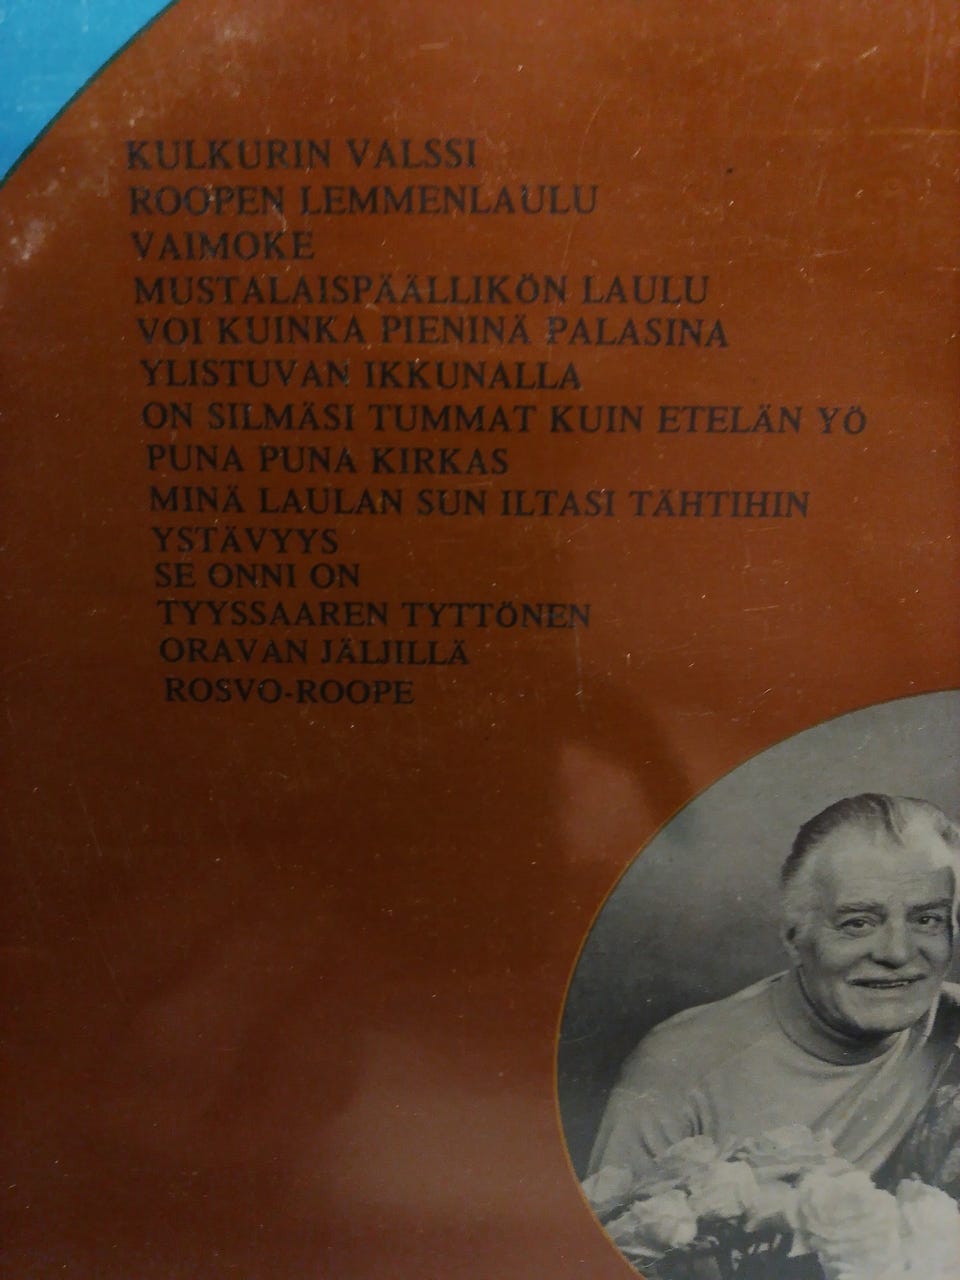 KULKURIN VALSSI
ROOPEN LEMMENLAULU
VAIMOKE
MUSTALAISPÄÄLLIKÖN LAULU
VOI KUINKA PIENINÄ PALASINA
YLISTUVAN IKKUNALLA
ON SILMÄSI TUMMAT KUIN ETELÄN YÖ
PUNA PUNA KIRKAS
MINÄ LAULAN SUN ILTASI TÄHTIHIN
YSTÄVYYS
SE ONNI ON
TYYSSAAREN TYTTÖNEN
ORAVAN JÄLJILLÄ
ROSVO-ROOPE